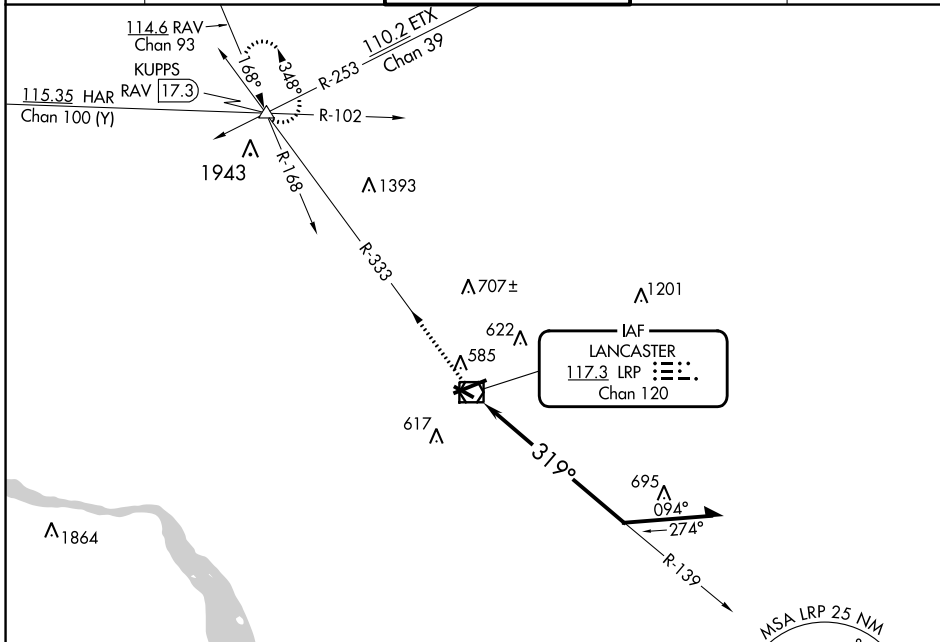 114.6 RAV
Chan 93
110.2 ETX
Chan 39
KUPPS
RAV 17.3
168°
348°
R-253
115.35 HAR
Chan 100 (Y)
R-102
1943
R-168
1393
R-333
707±
1201
622
585
IAF
LANCASTER
117.3 LRP
Chan 120
617
319°
695
094°
274°
1864
R-139
MSA LRP 25 NM